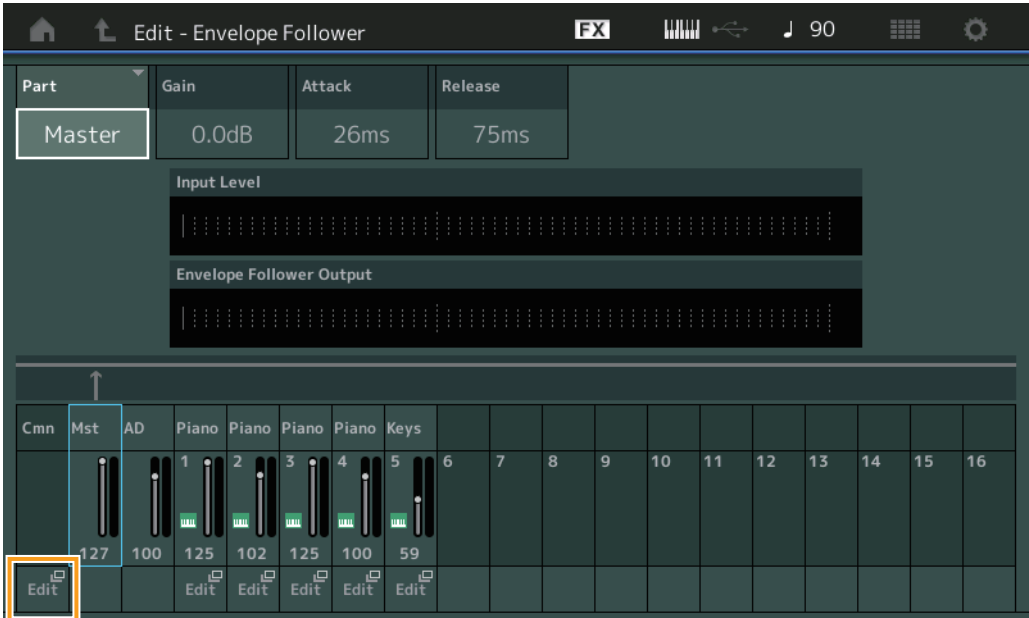 Edit - Envelope Follower FX 90
Part Gain Attack Release
Master 0.0dB 26ms 75ms
Input Level
Envelope Follower Output
Cmn Mst AD Piano Piano Piano Piano Keys
1 2 3 4 5 6 7 8 9 10 11 12 13 14 15 16
127 100 125 102 125 100 59
Edit Edit Edit Edit Edit Edit